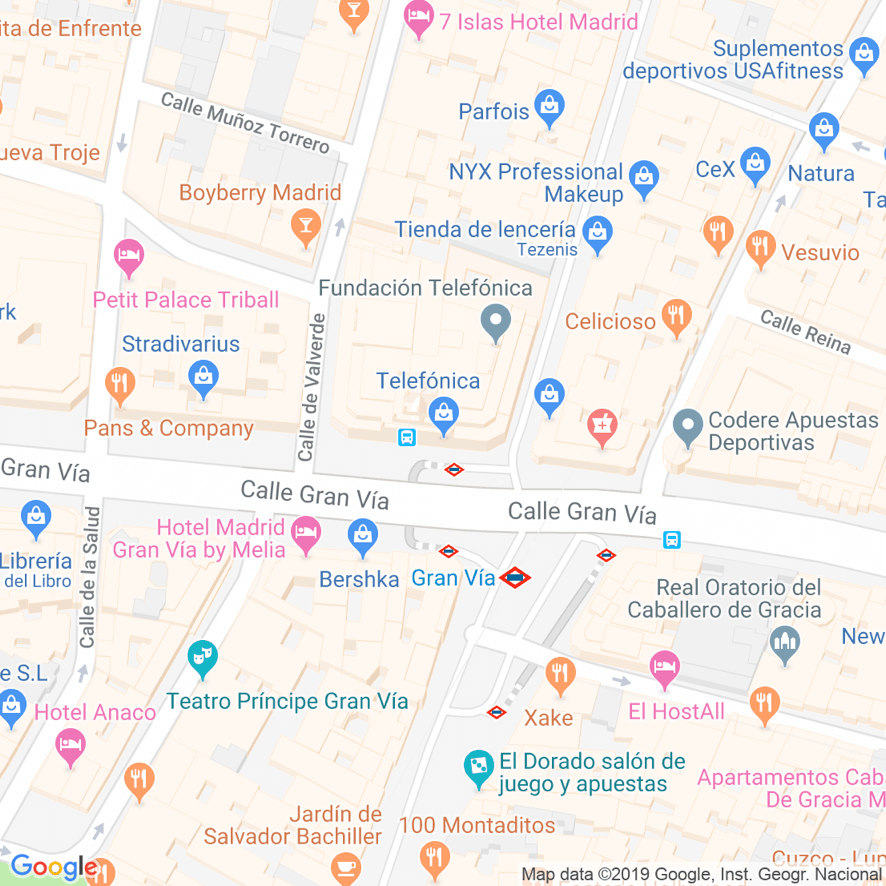 ita de Enfrente
7 Islas Hotel Madrid
Suplementos
deportivos USAfitness
Calle Muñoz Torrero
Parfois
ueva Troje
NYX Professional
Makeup
CeX
Natura
Ta
Boyberry Madrid
Tienda de lencería
Tezenis
Vesuvio
Petit Palace Triball
Fundación Telefónica
rk
Celicioso
Calle Reina
Stradivarius
Calle de Valverde
Telefónica
Pans & Company
Codere Apuestas
Deportivas
Gran Vía
Calle Gran Vía
Calle Gran Vía
Hotel Madrid
Gran Vía by Melia
Librería
del Libro
Calle de la Salud
Bershka
Gran Vía
Real Oratorio del
Caballero de Gracia
New
e S.L
Teatro Príncipe Gran Vía
Hotel Anaco
Xake
El HostAll
El Dorado salón de
juego y apuestas
Apartamentos Cab
De Gracia M
Jardín de
Salvador Bachiller
100 Montaditos
Cuzco - Lup
Google
Map data ©2019 Google, Inst. Geogr. Nacional